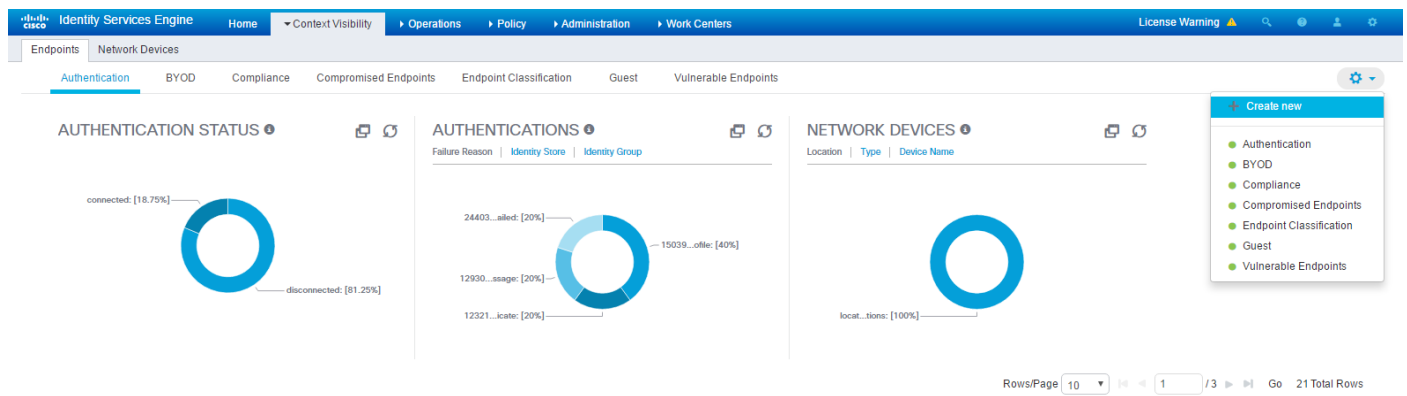 CISCO Identity Services Engine Home Context Visibility Operations Policy Administration Work Centers License Warning
Endpoints Network Devices
Authentication BYOD Compliance Compromised Endpoints Endpoint Classification Guest Vulnerable Endpoints
Create new
Authentication
BYOD
Compliance
Compromised Endpoints
Endpoint Classification
Guest
Vulnerable Endpoints
AUTHENTICATION STATUS
connected: [18.75%]
disconnected: [81.25%]
AUTHENTICATIONS
Failure Reason | Identity Store | Identity Group
24403...ailed: [20%]
15039...ofile: [40%]
12930...ssage: [20%]
12321...icate: [20%]
NETWORK DEVICES
Location | Type | Device Name
locat...tions: [100%]
Rows/Page 10 1 / 3 Go 21 Total Rows